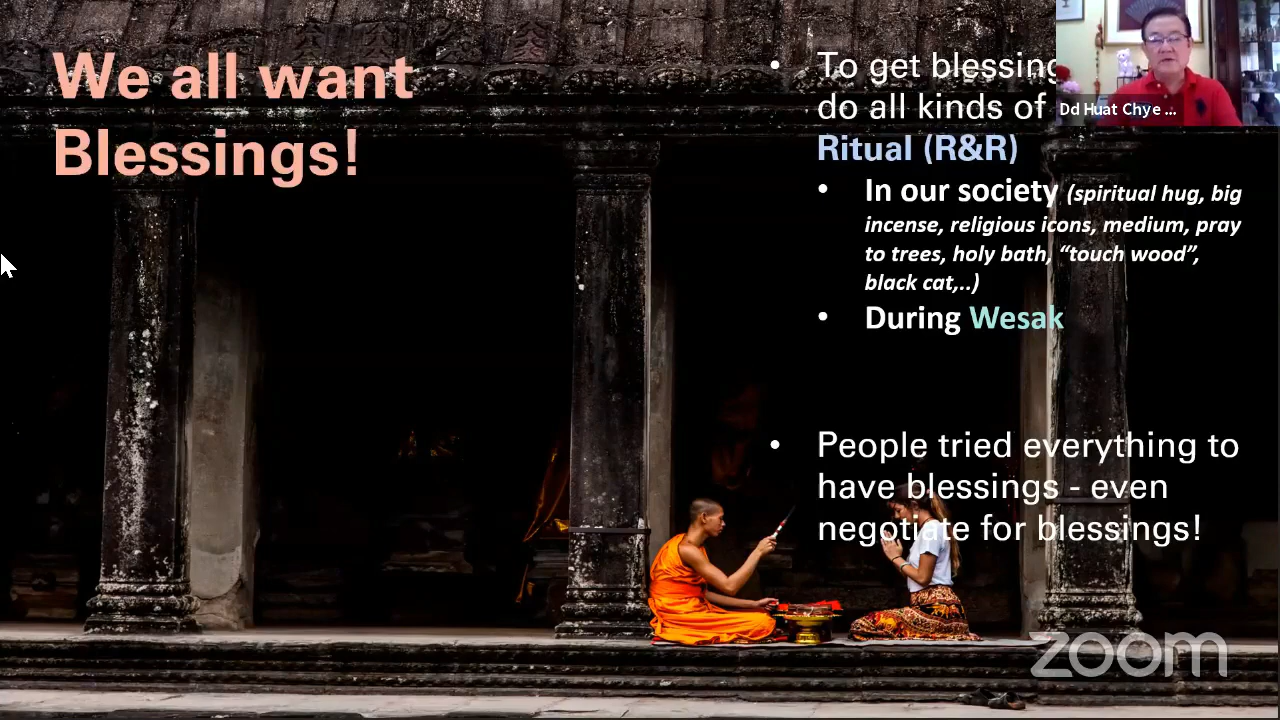 We all want
Blessings!
• To get blessing
do all kinds of
Ritual (R&R)
• In our society (spiritual hug, big
incense, religious icons, medium, pray
to trees, holy bath, “touch wood”,
black cat,..)
• During Wesak
• People tried everything to
have blessings - even
negotiate for blessings!
Dd Huat Chye ...
zoom